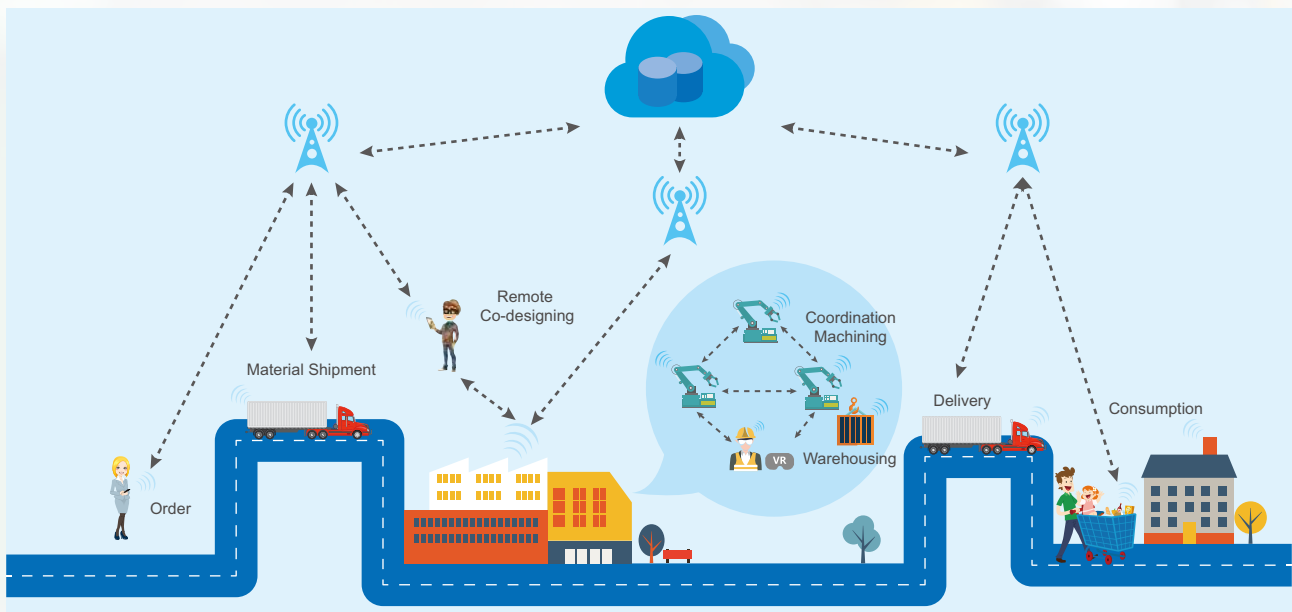 Remote
Co-designing
Coordination
Machining
Material Shipment
Delivery
Consumption
VR
Warehousing
Order